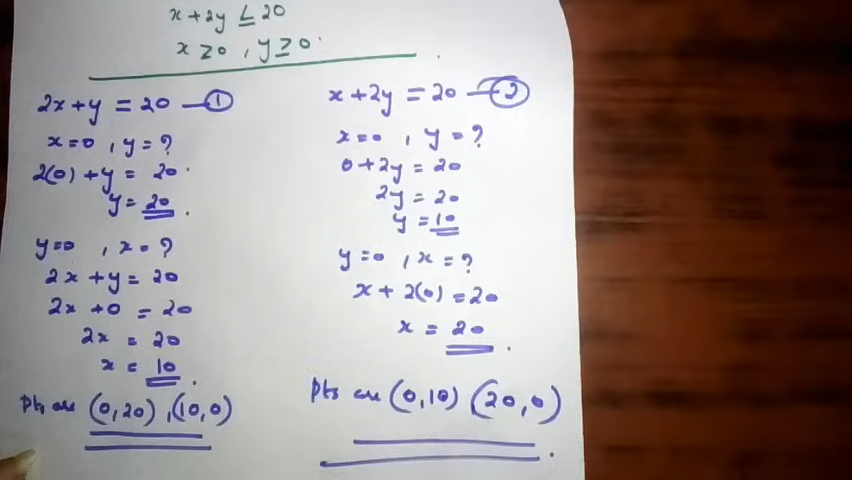 x + 2y ≤ 20
x ≥ 0 , y ≥ 0 .
2x + y = 20 — ①
x = 0 , y = ?
2(0) + y = 20
y = 20 .
y = 0 , x = ?
2x + y = 20
2x + 0 = 20
2x = 20
x = 10 .
Pts are (0,20) , (10,0)
x + 2y = 20 — ②
x = 0 , y = ?
0 + 2y = 20
2y = 20
y = 10
y = 0 , x = ?
x + 2(0) = 20
x = 20 .
Pts are (0,10) (20,0)